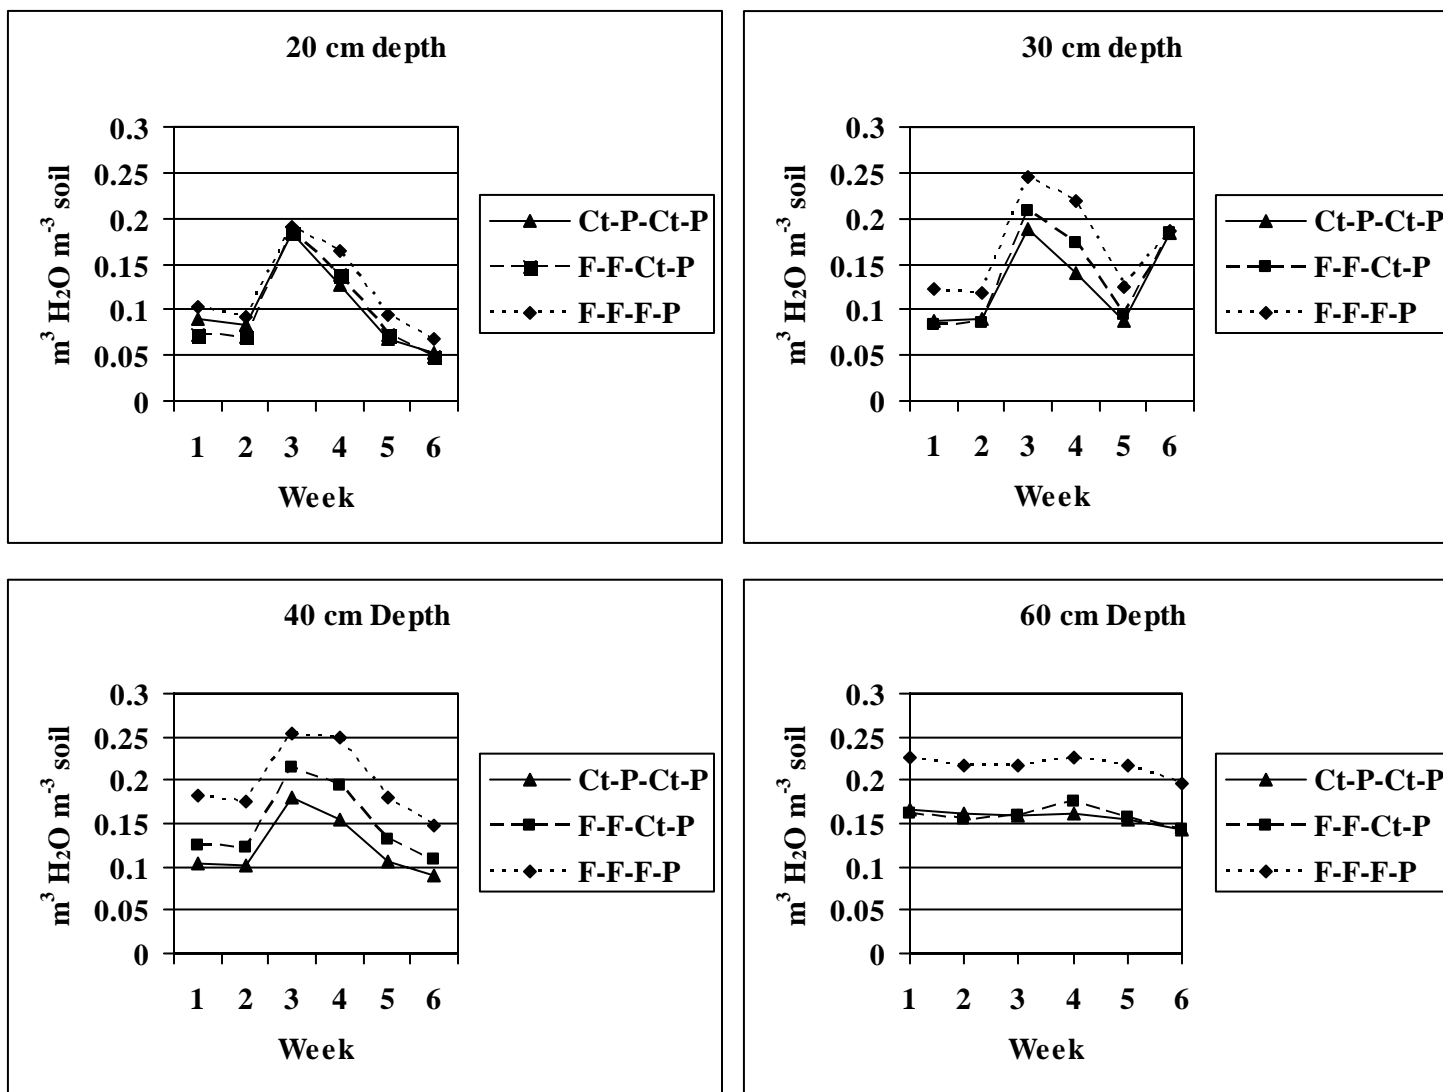 20 cm depth
m³ H₂O m⁻³ soil
0.3
0.25
0.2
0.15
0.1
0.05
0
1 2 3 4 5 6
Week
Ct-P-Ct-P
F-F-Ct-P
F-F-F-P
30 cm depth
m³ H₂O m⁻³ soil
0.3
0.25
0.2
0.15
0.1
0.05
0
1 2 3 4 5 6
Week
Ct-P-Ct-P
F-F-Ct-P
F-F-F-P
40 cm Depth
m³ H₂O m⁻³ soil
0.3
0.25
0.2
0.15
0.1
0.05
0
1 2 3 4 5 6
Week
Ct-P-Ct-P
F-F-Ct-P
F-F-F-P
60 cm Depth
m³ H₂O m⁻³ soil
0.3
0.25
0.2
0.15
0.1
0.05
0
1 2 3 4 5 6
Week
Ct-P-Ct-P
F-F-Ct-P
F-F-F-P